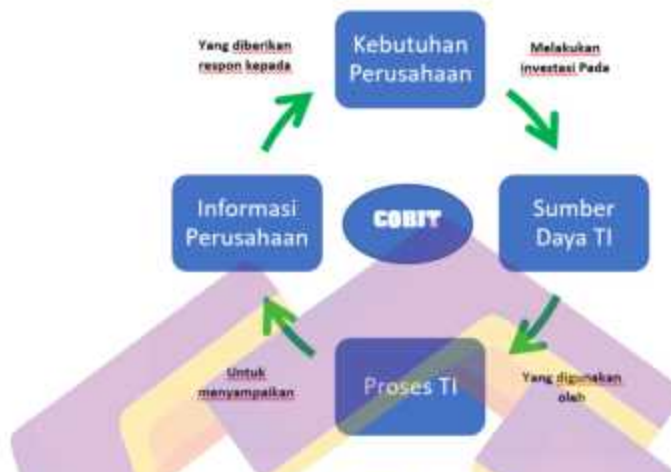 Kebutuhan
Perusahaan
Melakukan
investasi Pada
Sumber
Daya TI
Yang digunakan
oleh
Proses TI
Untuk
menyampaikan
Informasi
Perusahaan
Yang diberikan
respon kepada
COBIT